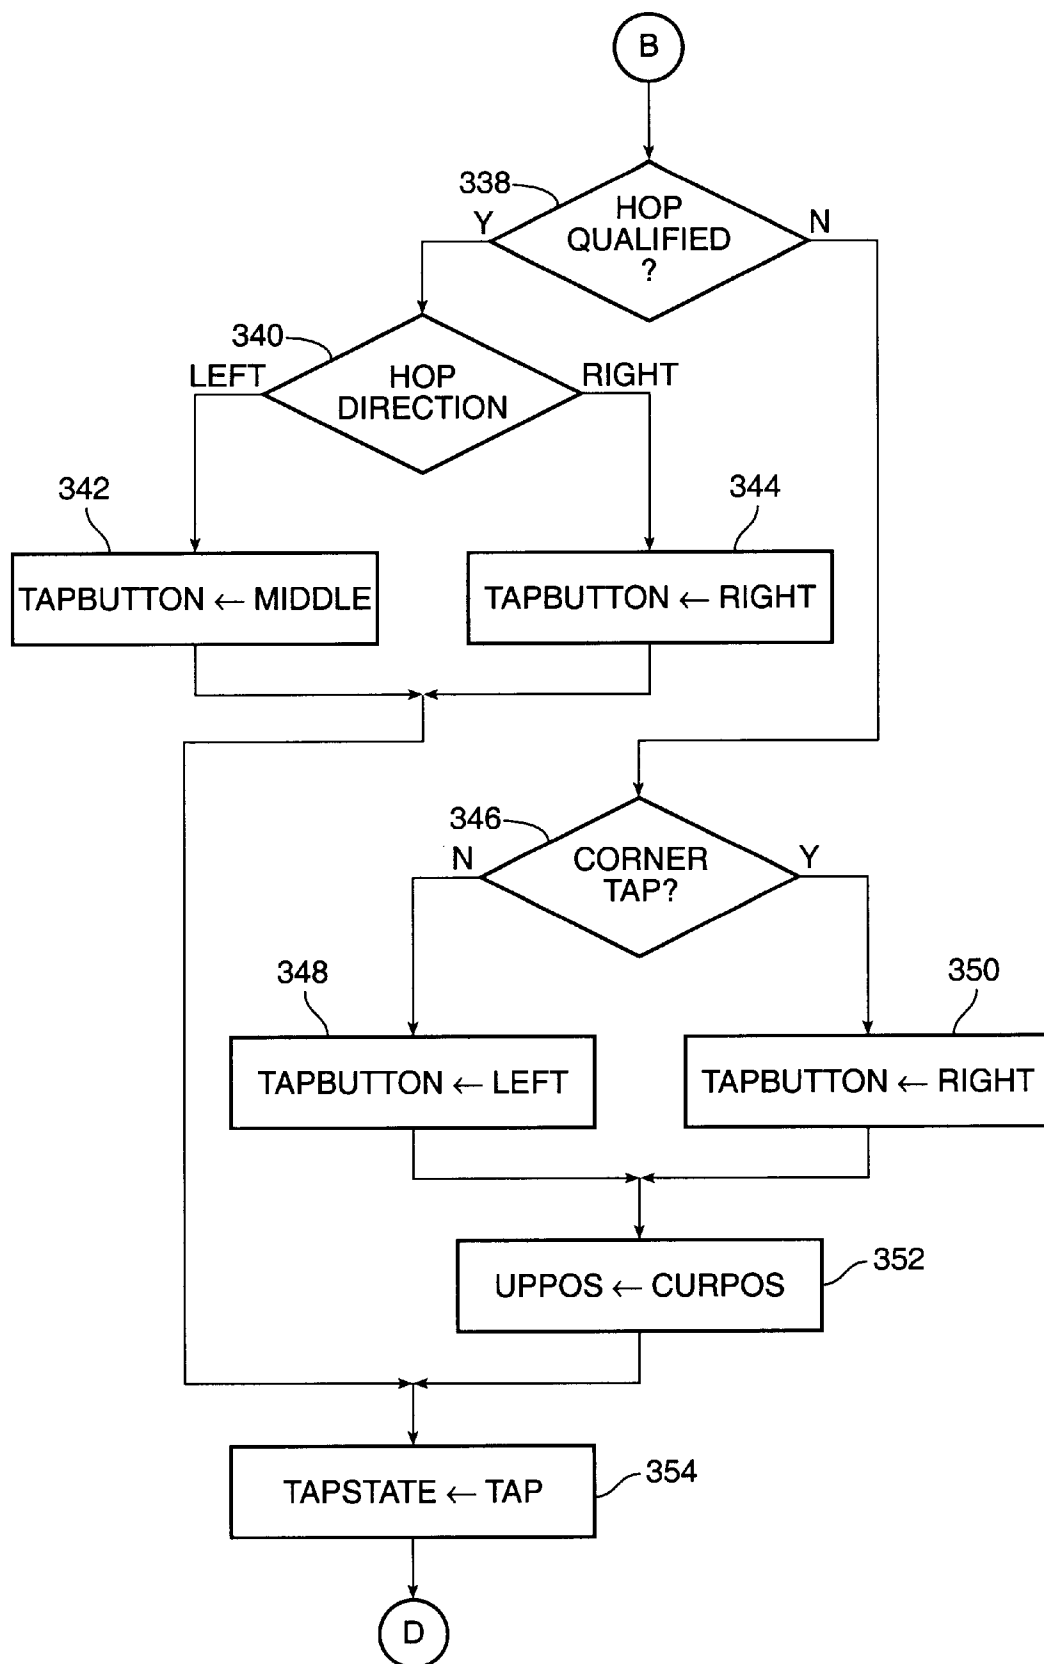 B
338
HOP
QUALIFIED
?
Y
N
340
HOP
DIRECTION
LEFT
RIGHT
342
TAPBUTTON ← MIDDLE
344
TAPBUTTON ← RIGHT
346
CORNER
TAP?
N
Y
348
TAPBUTTON ← LEFT
350
TAPBUTTON ← RIGHT
UPPOS ← CURPOS
352
TAPSTATE ← TAP
354
D